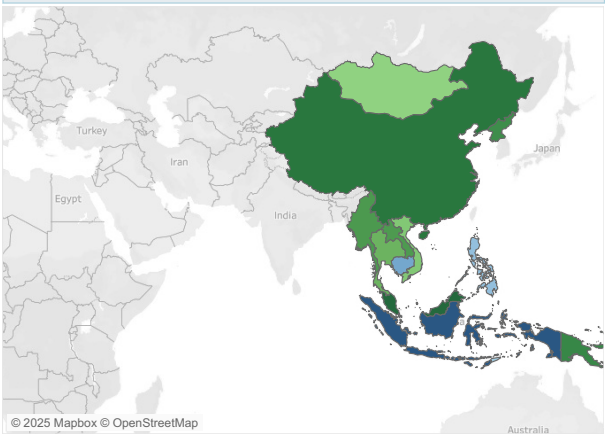 Turkey
Japan
Iran
Egypt
India
© 2025 Mapbox © OpenStreetMap
Australia